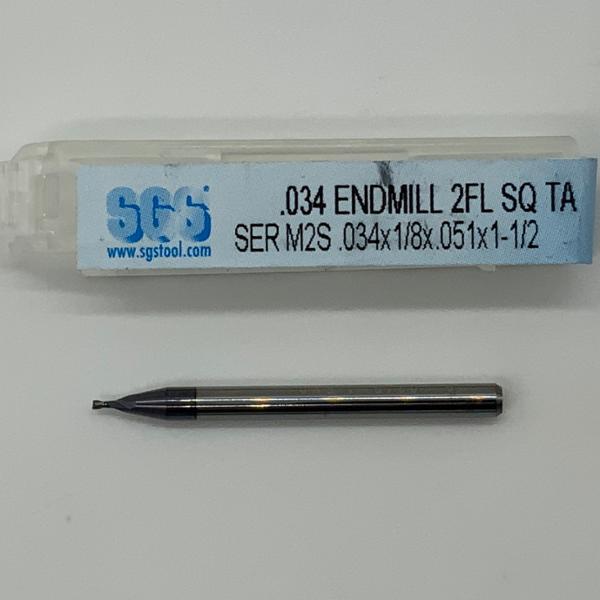 SGS
www.sgstool.com
.034 ENDMILL 2FL SQ TA
SER M2S .034x1/8x.051x1-1/2